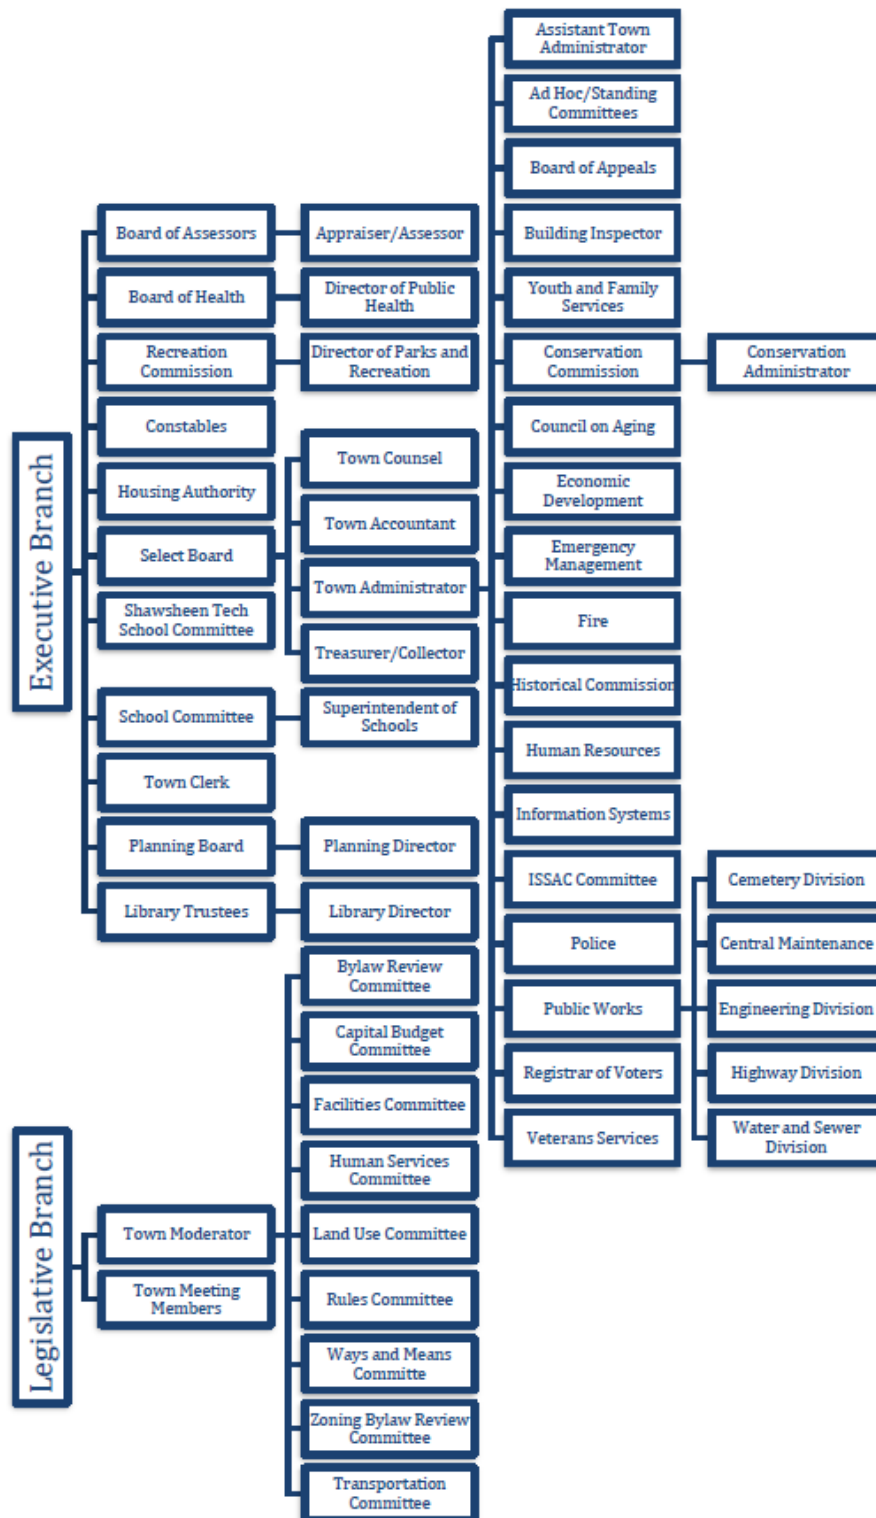 Executive Branch
Board of Assessors
Appraiser/Assessor
Board of Health
Director of Public
Health
Recreation
Commission
Director of Parks and
Recreation
Constables
Housing Authority
Select Board
Town Counsel
Town Accountant
Town Administrator
Treasurer/Collector
Assistant Town
Administrator
Ad Hoc/Standing
Committees
Board of Appeals
Building Inspector
Youth and Family
Services
Conservation
Commission
Conservation
Administrator
Council on Aging
Economic
Development
Emergency
Management
Fire
Historical Commission
Human Resources
Information Systems
ISSAC Committee
Police
Public Works
Cemetery Division
Central Maintenance
Engineering Division
Highway Division
Water and Sewer
Division
Registrar of Voters
Veterans Services
Shawsheen Tech
School Committee
School Committee
Superintendent of
Schools
Town Clerk
Planning Board
Planning Director
Library Trustees
Library Director
Legislative Branch
Town Moderator
Bylaw Review
Committee
Capital Budget
Committee
Facilities Committee
Human Services
Committee
Land Use Committee
Rules Committee
Ways and Means
Committe
Zoning Bylaw Review
Committee
Transportation
Committee
Town Meeting
Members